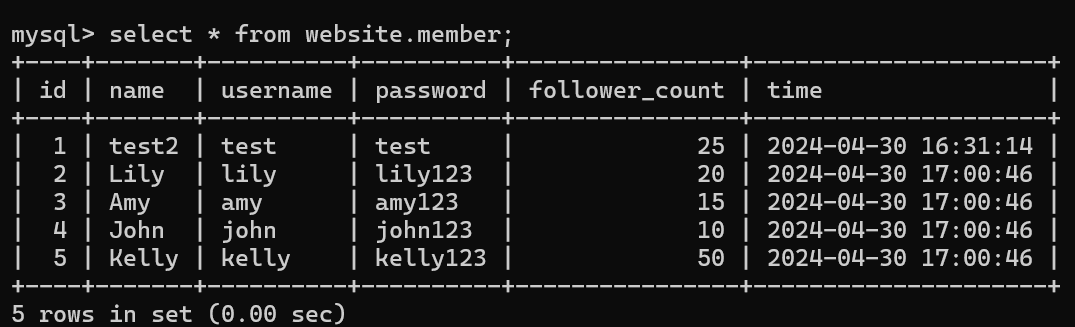 mysql> select * from website.member;
+----+-------+----------+----------+----------------+---------------------+
| id | name  | username | password | follower_count | time                |
+----+-------+----------+----------+----------------+---------------------+
|  1 | test2 | test     | test     |             25 | 2024-04-30 16:31:14 |
|  2 | Lily  | lily     | lily123  |             20 | 2024-04-30 17:00:46 |
|  3 | Amy   | amy      | amy123   |             15 | 2024-04-30 17:00:46 |
|  4 | John  | john     | john123  |             10 | 2024-04-30 17:00:46 |
|  5 | Kelly | kelly    | kelly123 |             50 | 2024-04-30 17:00:46 |
+----+-------+----------+----------+----------------+---------------------+
5 rows in set (0.00 sec)